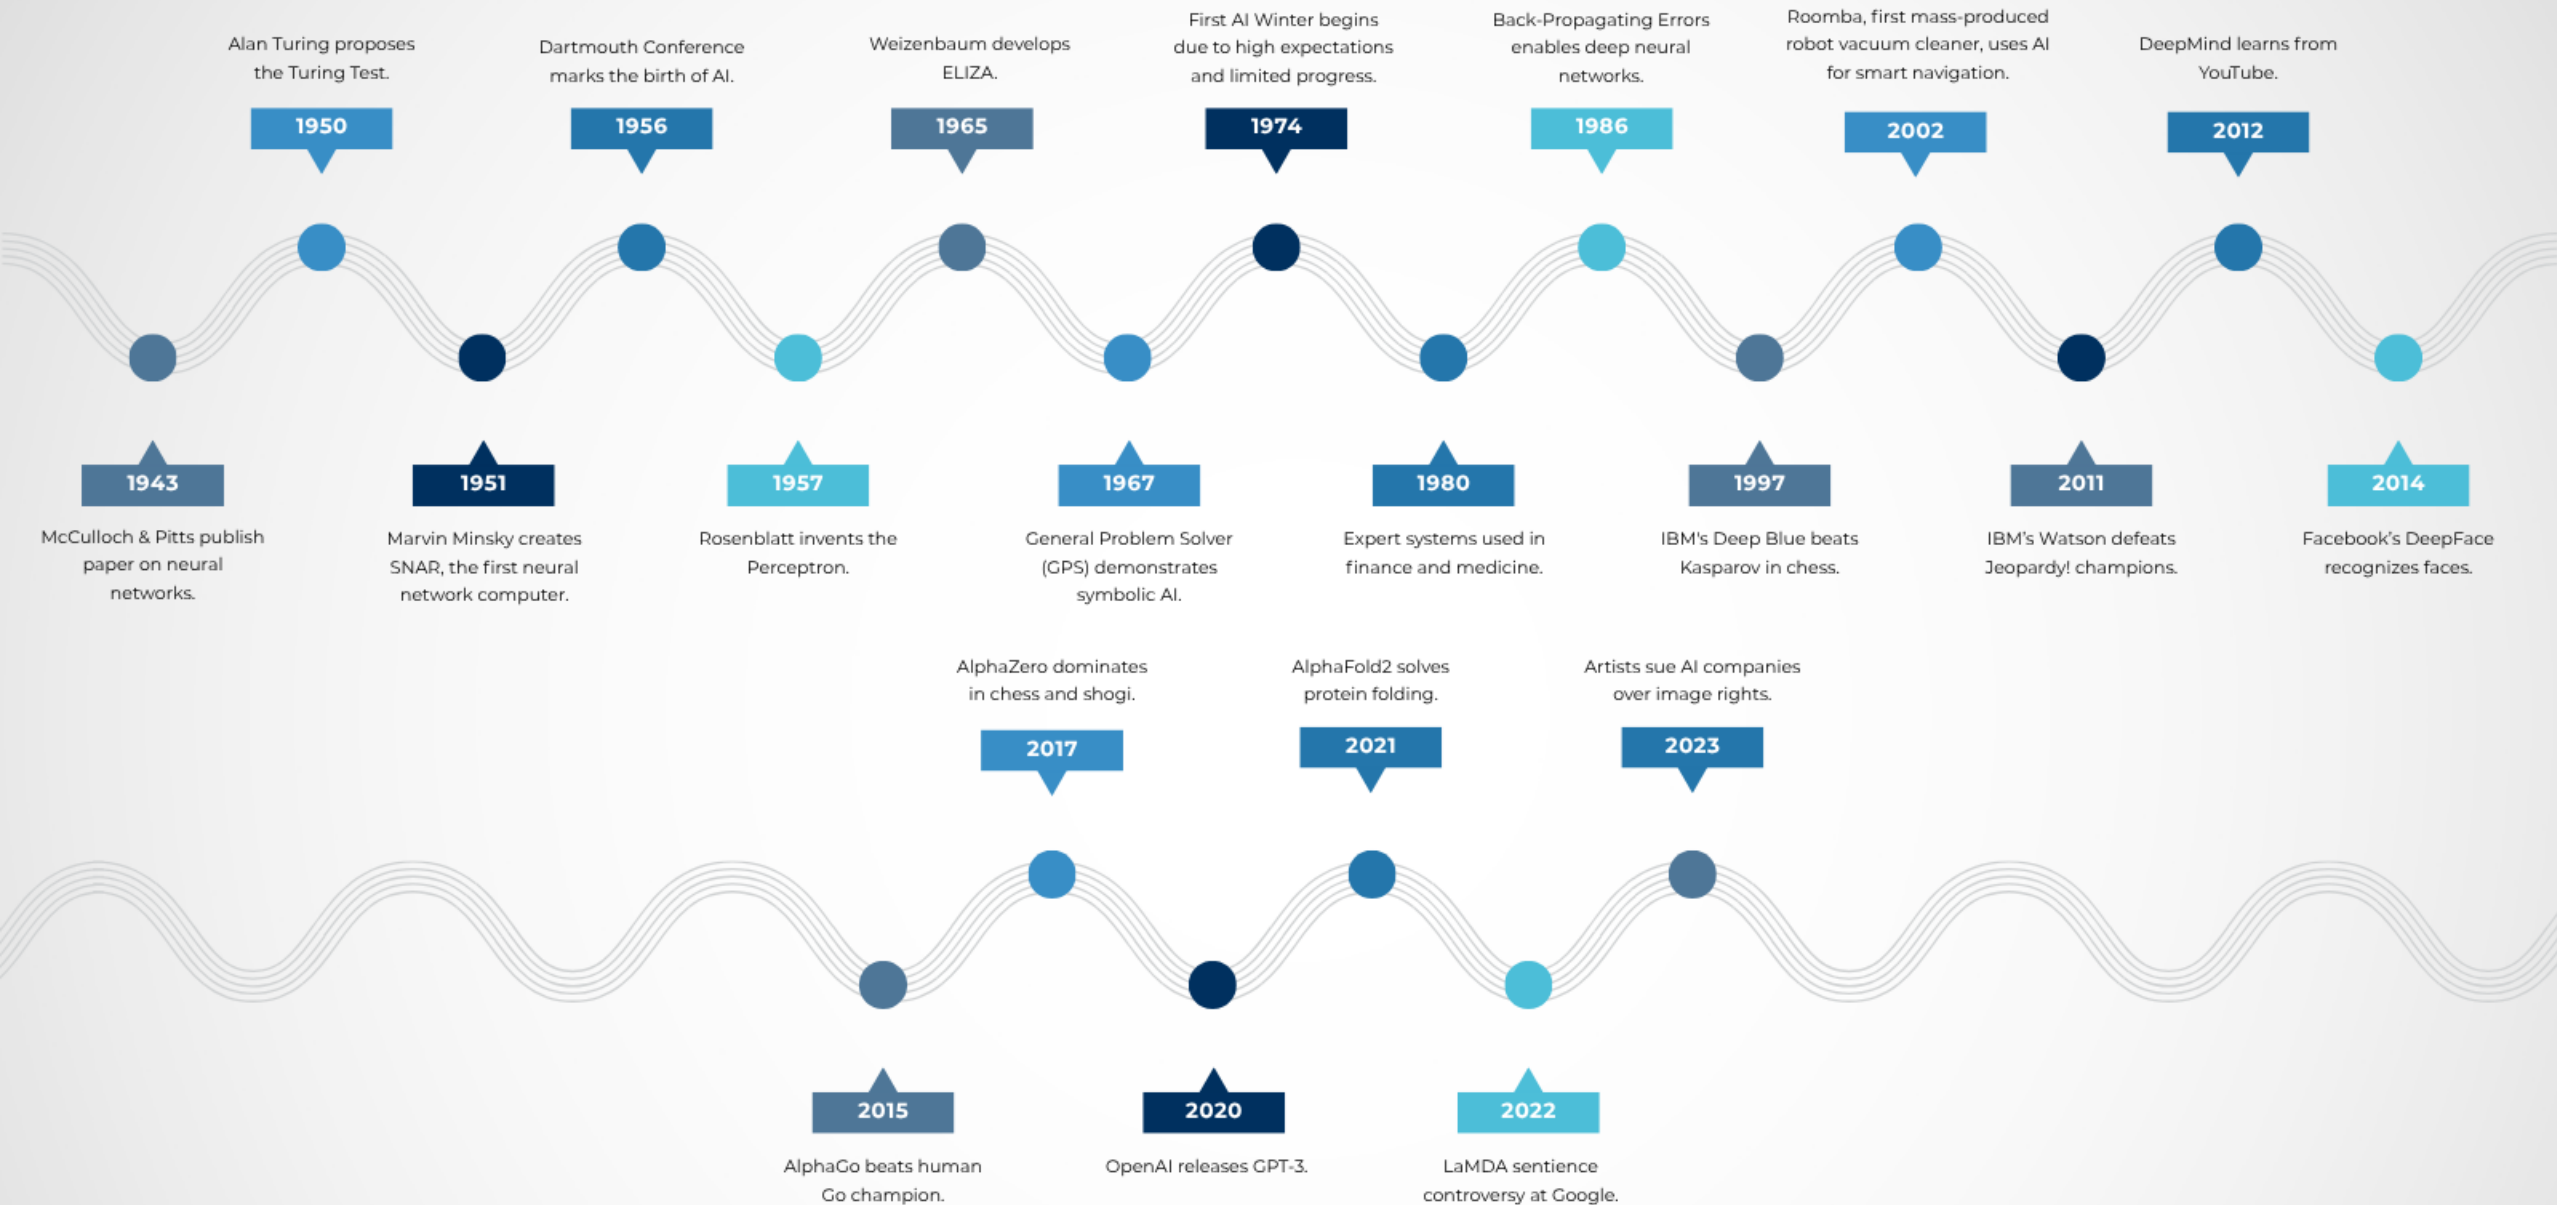 McCulloch & Pitts publish
paper on neural
networks.
1943
Alan Turing proposes
the Turing Test.
1950
1951
Marvin Minsky creates
SNAR, the first neural
network computer.
Dartmouth Conference
marks the birth of AI.
1956
1957
Rosenblatt invents the
Perceptron.
Weizenbaum develops
ELIZA.
1965
1967
General Problem Solver
(GPS) demonstrates
symbolic AI.
First AI Winter begins
due to high expectations
and limited progress.
1974
1980
Expert systems used in
finance and medicine.
Back-Propagating Errors
enables deep neural
networks.
1986
1997
IBM's Deep Blue beats
Kasparov in chess.
Roomba, first mass-produced
robot vacuum cleaner, uses AI
for smart navigation.
2002
2011
IBM’s Watson defeats
Jeopardy! champions.
DeepMind learns from
YouTube.
2012
2014
Facebook’s DeepFace
recognizes faces.
2015
AlphaGo beats human
Go champion.
AlphaZero dominates
in chess and shogi.
2017
2020
OpenAI releases GPT-3.
AlphaFold2 solves
protein folding.
2021
2022
LaMDA sentience
controversy at Google.
Artists sue AI companies
over image rights.
2023